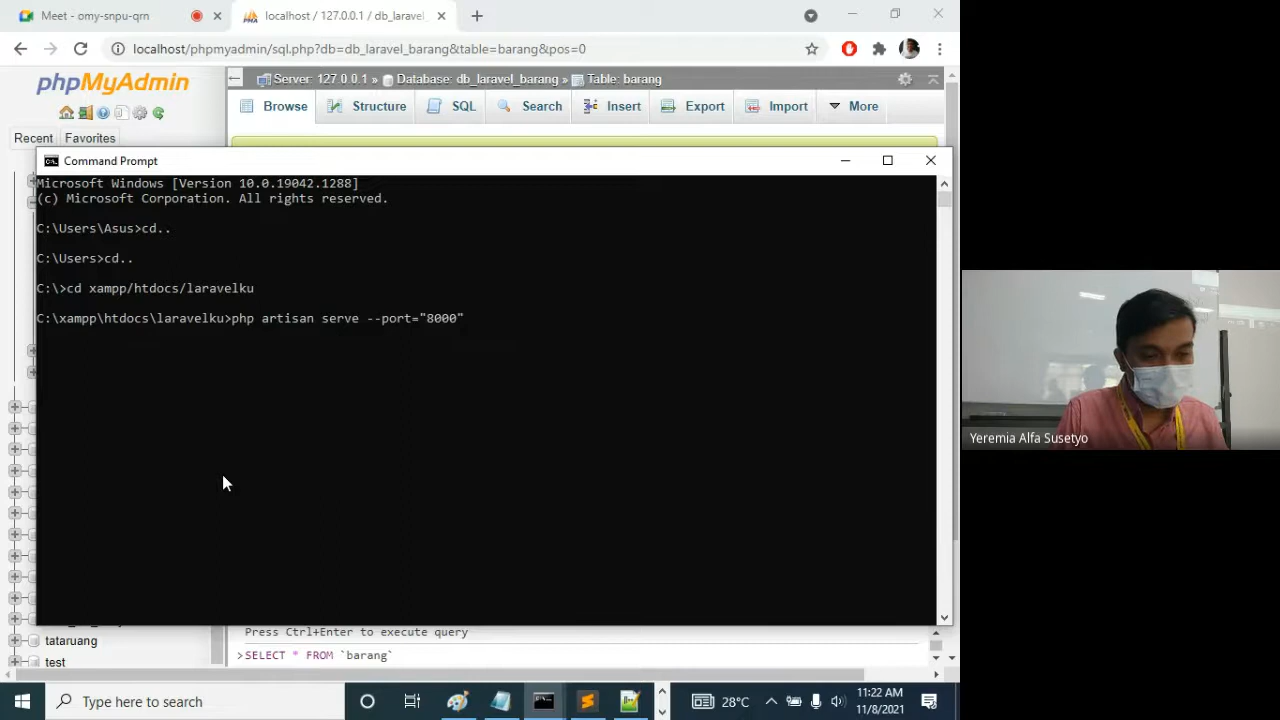 Meet - omy-snpu-qrn
localhost / 127.0.0.1 / db_laravel_
localhost/phpmyadmin/sql.php?db=db_laravel_barang&table=barang&pos=0
phpMyAdmin
Server: 127.0.0.1 » Database: db_laravel_barang » Table: barang
Browse Structure SQL Search Insert Export Import More
Recent Favorites
Command Prompt
Microsoft Windows [Version 10.0.19042.1288]
(c) Microsoft Corporation. All rights reserved.
C:\Users\Asus>cd..
C:\Users>cd..
C:\>cd xampp/htdocs/laravelku
C:\xampp\htdocs\laravelku>php artisan serve --port="8000"
Yeremia Alfa Susetyo
Press Ctrl+Enter to execute query
tataruang
>SELECT * FROM `barang`
test
Type here to search
28°C
11:22 AM
11/8/2021